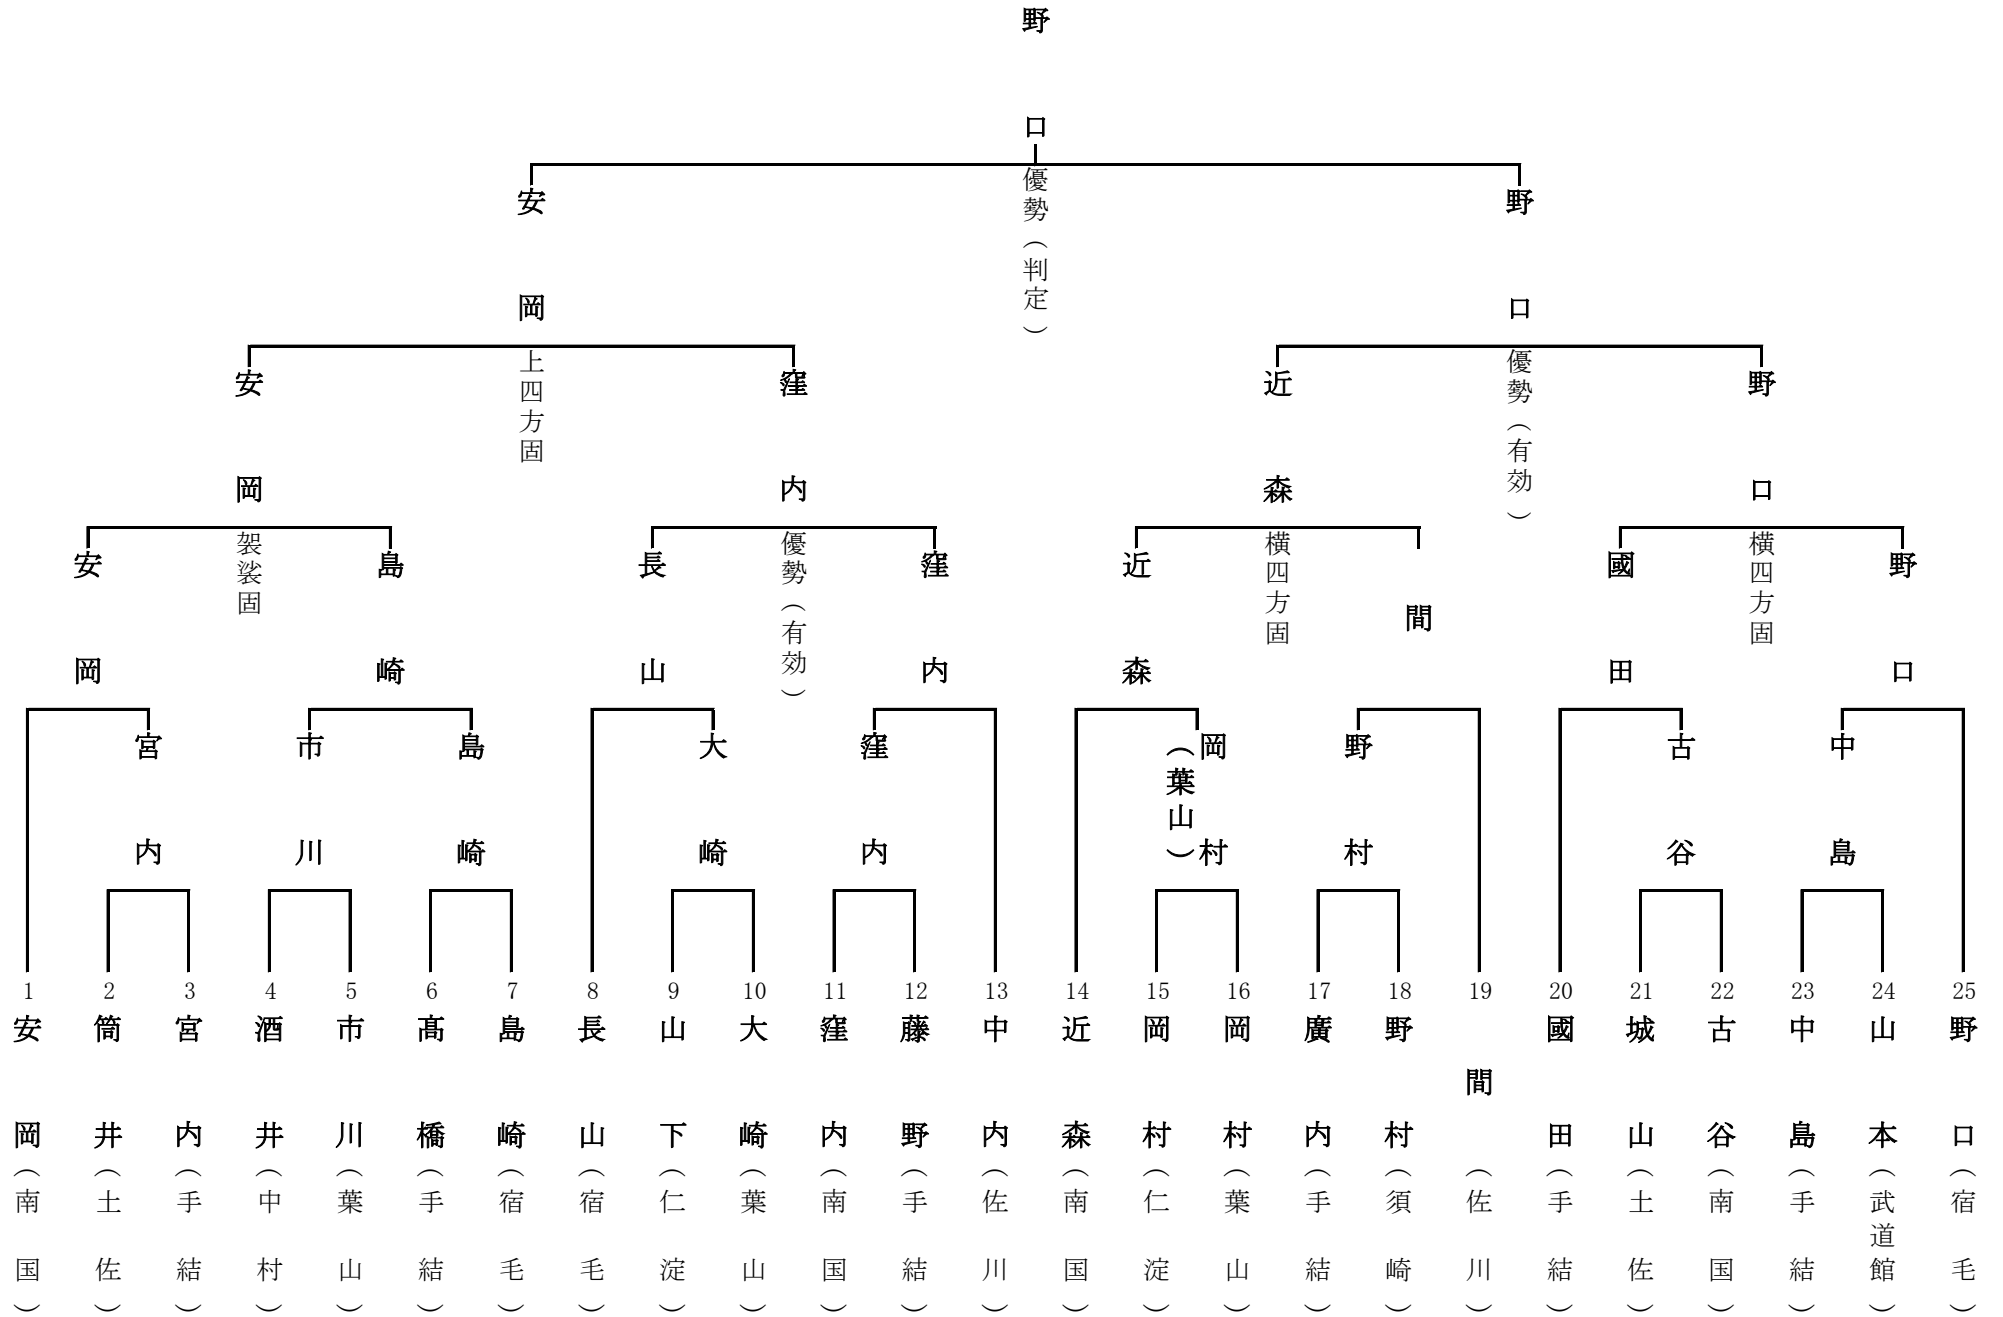 野口
優勢（判定）
安岡
野口
上四方固
優勢（有効）
安岡
窪内
近森
野口
袈裟固
優勢（有効）
横四方固
横四方固
安岡
島崎
長山
窪内
近森
間
國田
野口
宮内
市川
島崎
大崎
窪内
岡村（葉山）
野村
古谷
中島
1 安岡（南国）
2 筒井（土佐）
3 宮内（手結）
4 酒井（中村）
5 市川（葉山）
6 髙橋（手結）
7 島崎（宿毛）
8 長山（宿毛）
9 山下（仁淀）
10 大崎（葉山）
11 窪内（南国）
12 藤野（手結）
13 中内（佐川）
14 近森（南国）
15 岡村（仁淀）
16 岡村（葉山）
17 廣内（手結）
18 野村（須崎）
19 間（佐川）
20 國田（手結）
21 城山（土佐）
22 古谷（南国）
23 中島（手結）
24 山本（武道館）
25 野口（宿毛）